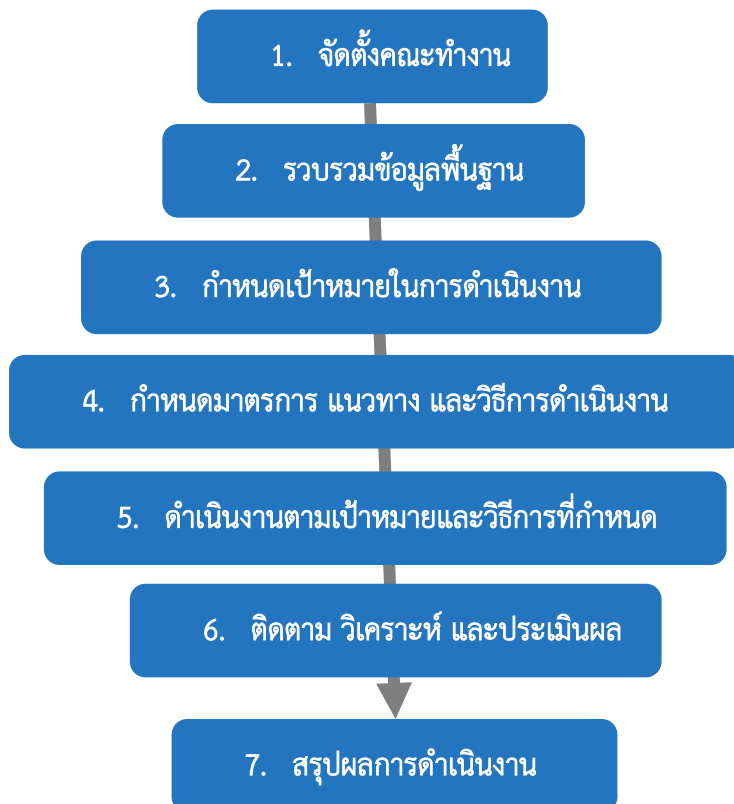 1. จัดตั้งคณะทำงาน
2. รวบรวมข้อมูลพื้นฐาน
3. กำหนดเป้าหมายในการดำเนินงาน
4. กำหนดมาตรการ แนวทาง และวิธีการดำเนินงาน
5. ดำเนินงานตามเป้าหมายและวิธีการที่กำหนด
6. ติดตาม วิเคราะห์ และประเมินผล
7. สรุปผลการดำเนินงาน